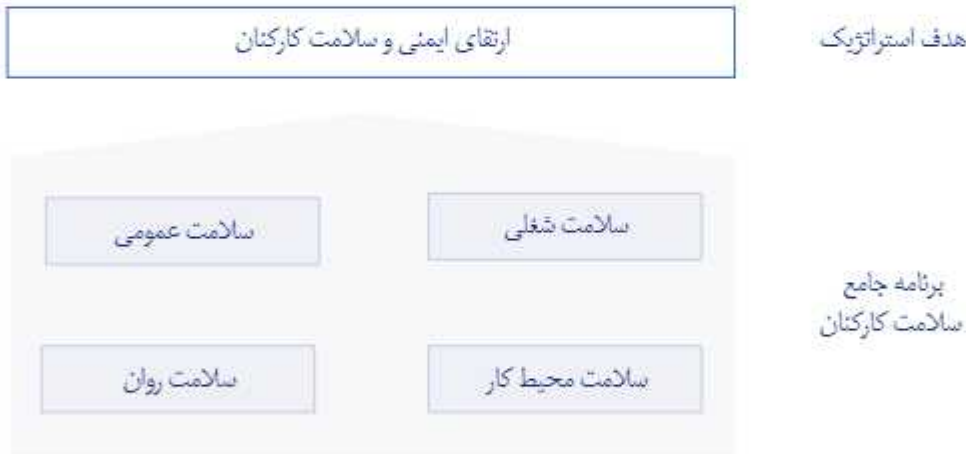 هدف استراتژیک
ارتقای ایمنی و سلامت کارکنان
برنامه جامع
سلامت کارکنان
سلامت شغلی
سلامت عمومی
سلامت محیط کار
سلامت روان